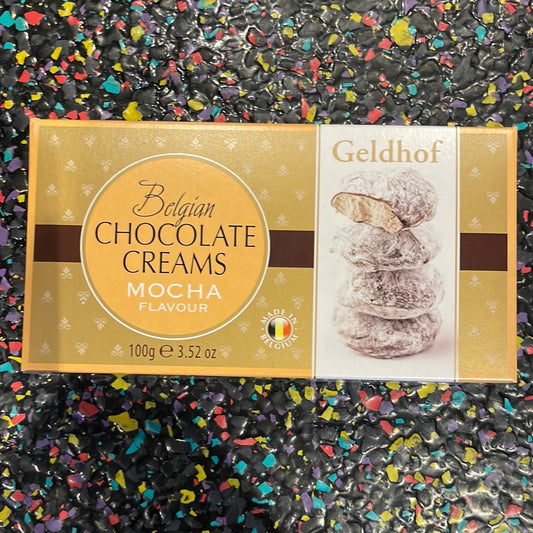 Belgian
CHOCOLATE
CREAMS
MOCHA
FLAVOUR
100g ℮ 3.52 oz
MADE IN
BELGIUM
Geldhof